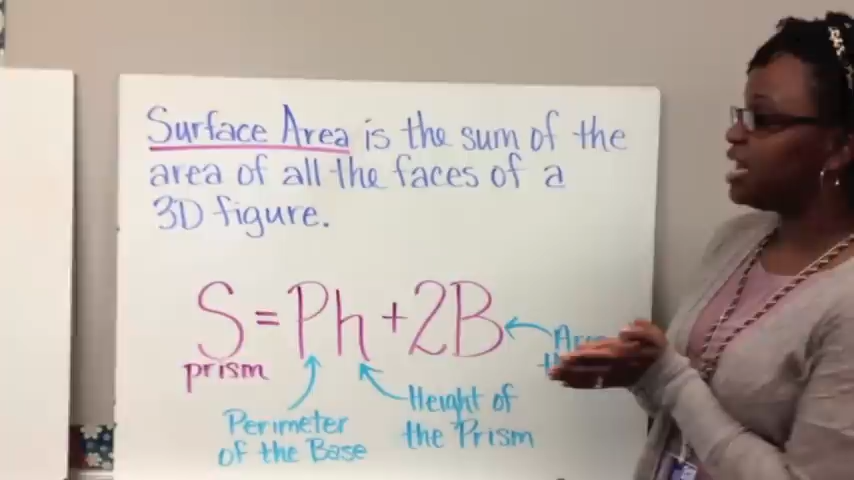 Surface Area is the sum of the
area of all the faces of a
3D figure.
S = Ph + 2B
prism
Perimeter
of the Base
Height of
the Prism